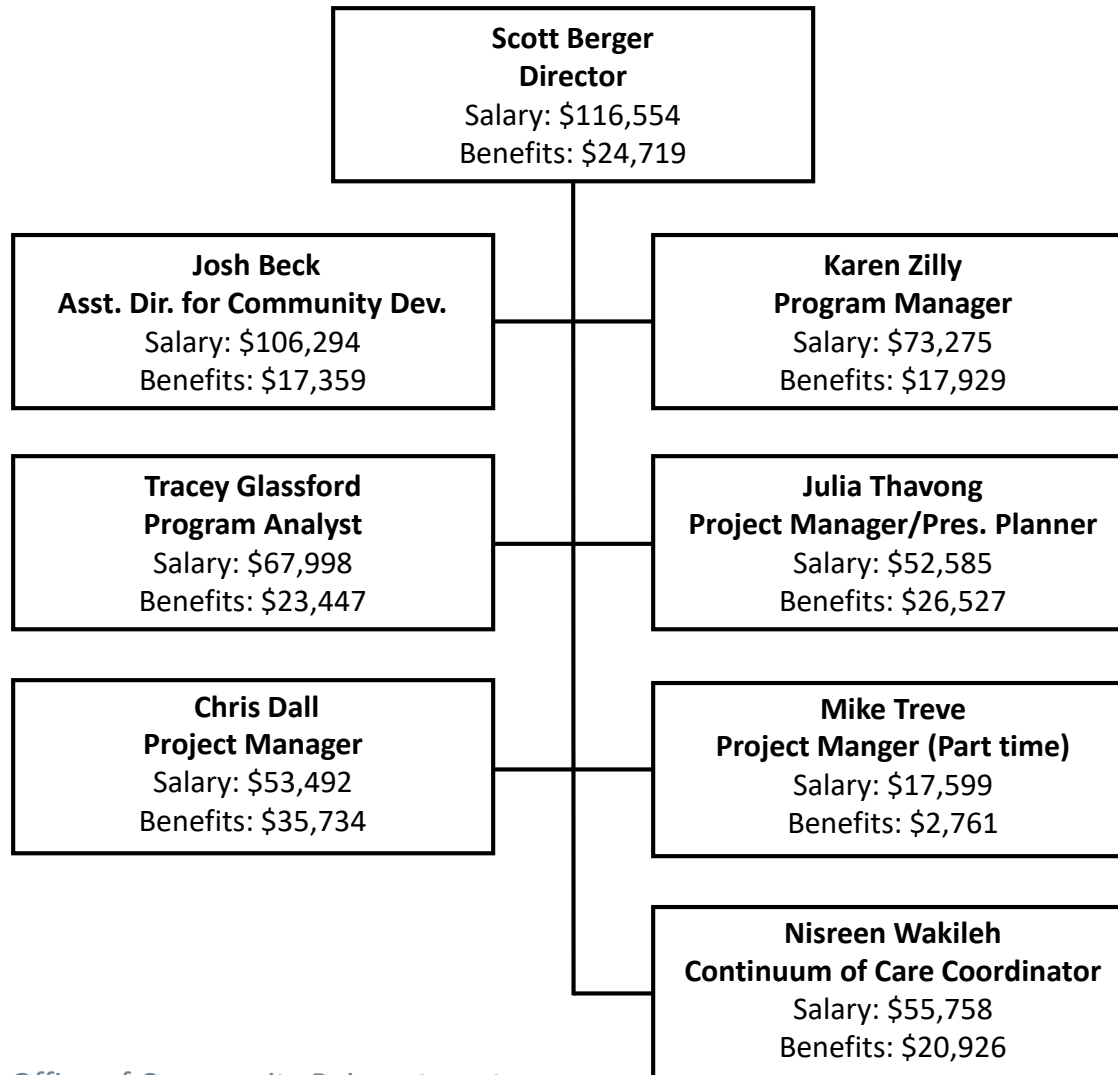 Scott Berger
Director
Salary: $116,554
Benefits: $24,719
Josh Beck
Asst. Dir. for Community Dev.
Salary: $106,294
Benefits: $17,359
Karen Zilly
Program Manager
Salary: $73,275
Benefits: $17,929
Tracey Glassford
Program Analyst
Salary: $67,998
Benefits: $23,447
Julia Thavong
Project Manager/Pres. Planner
Salary: $52,585
Benefits: $26,527
Chris Dall
Project Manager
Salary: $53,492
Benefits: $35,734
Mike Treve
Project Manger (Part time)
Salary: $17,599
Benefits: $2,761
Nisreen Wakileh
Continuum of Care Coordinator
Salary: $55,758
Benefits: $20,926
Office of Community